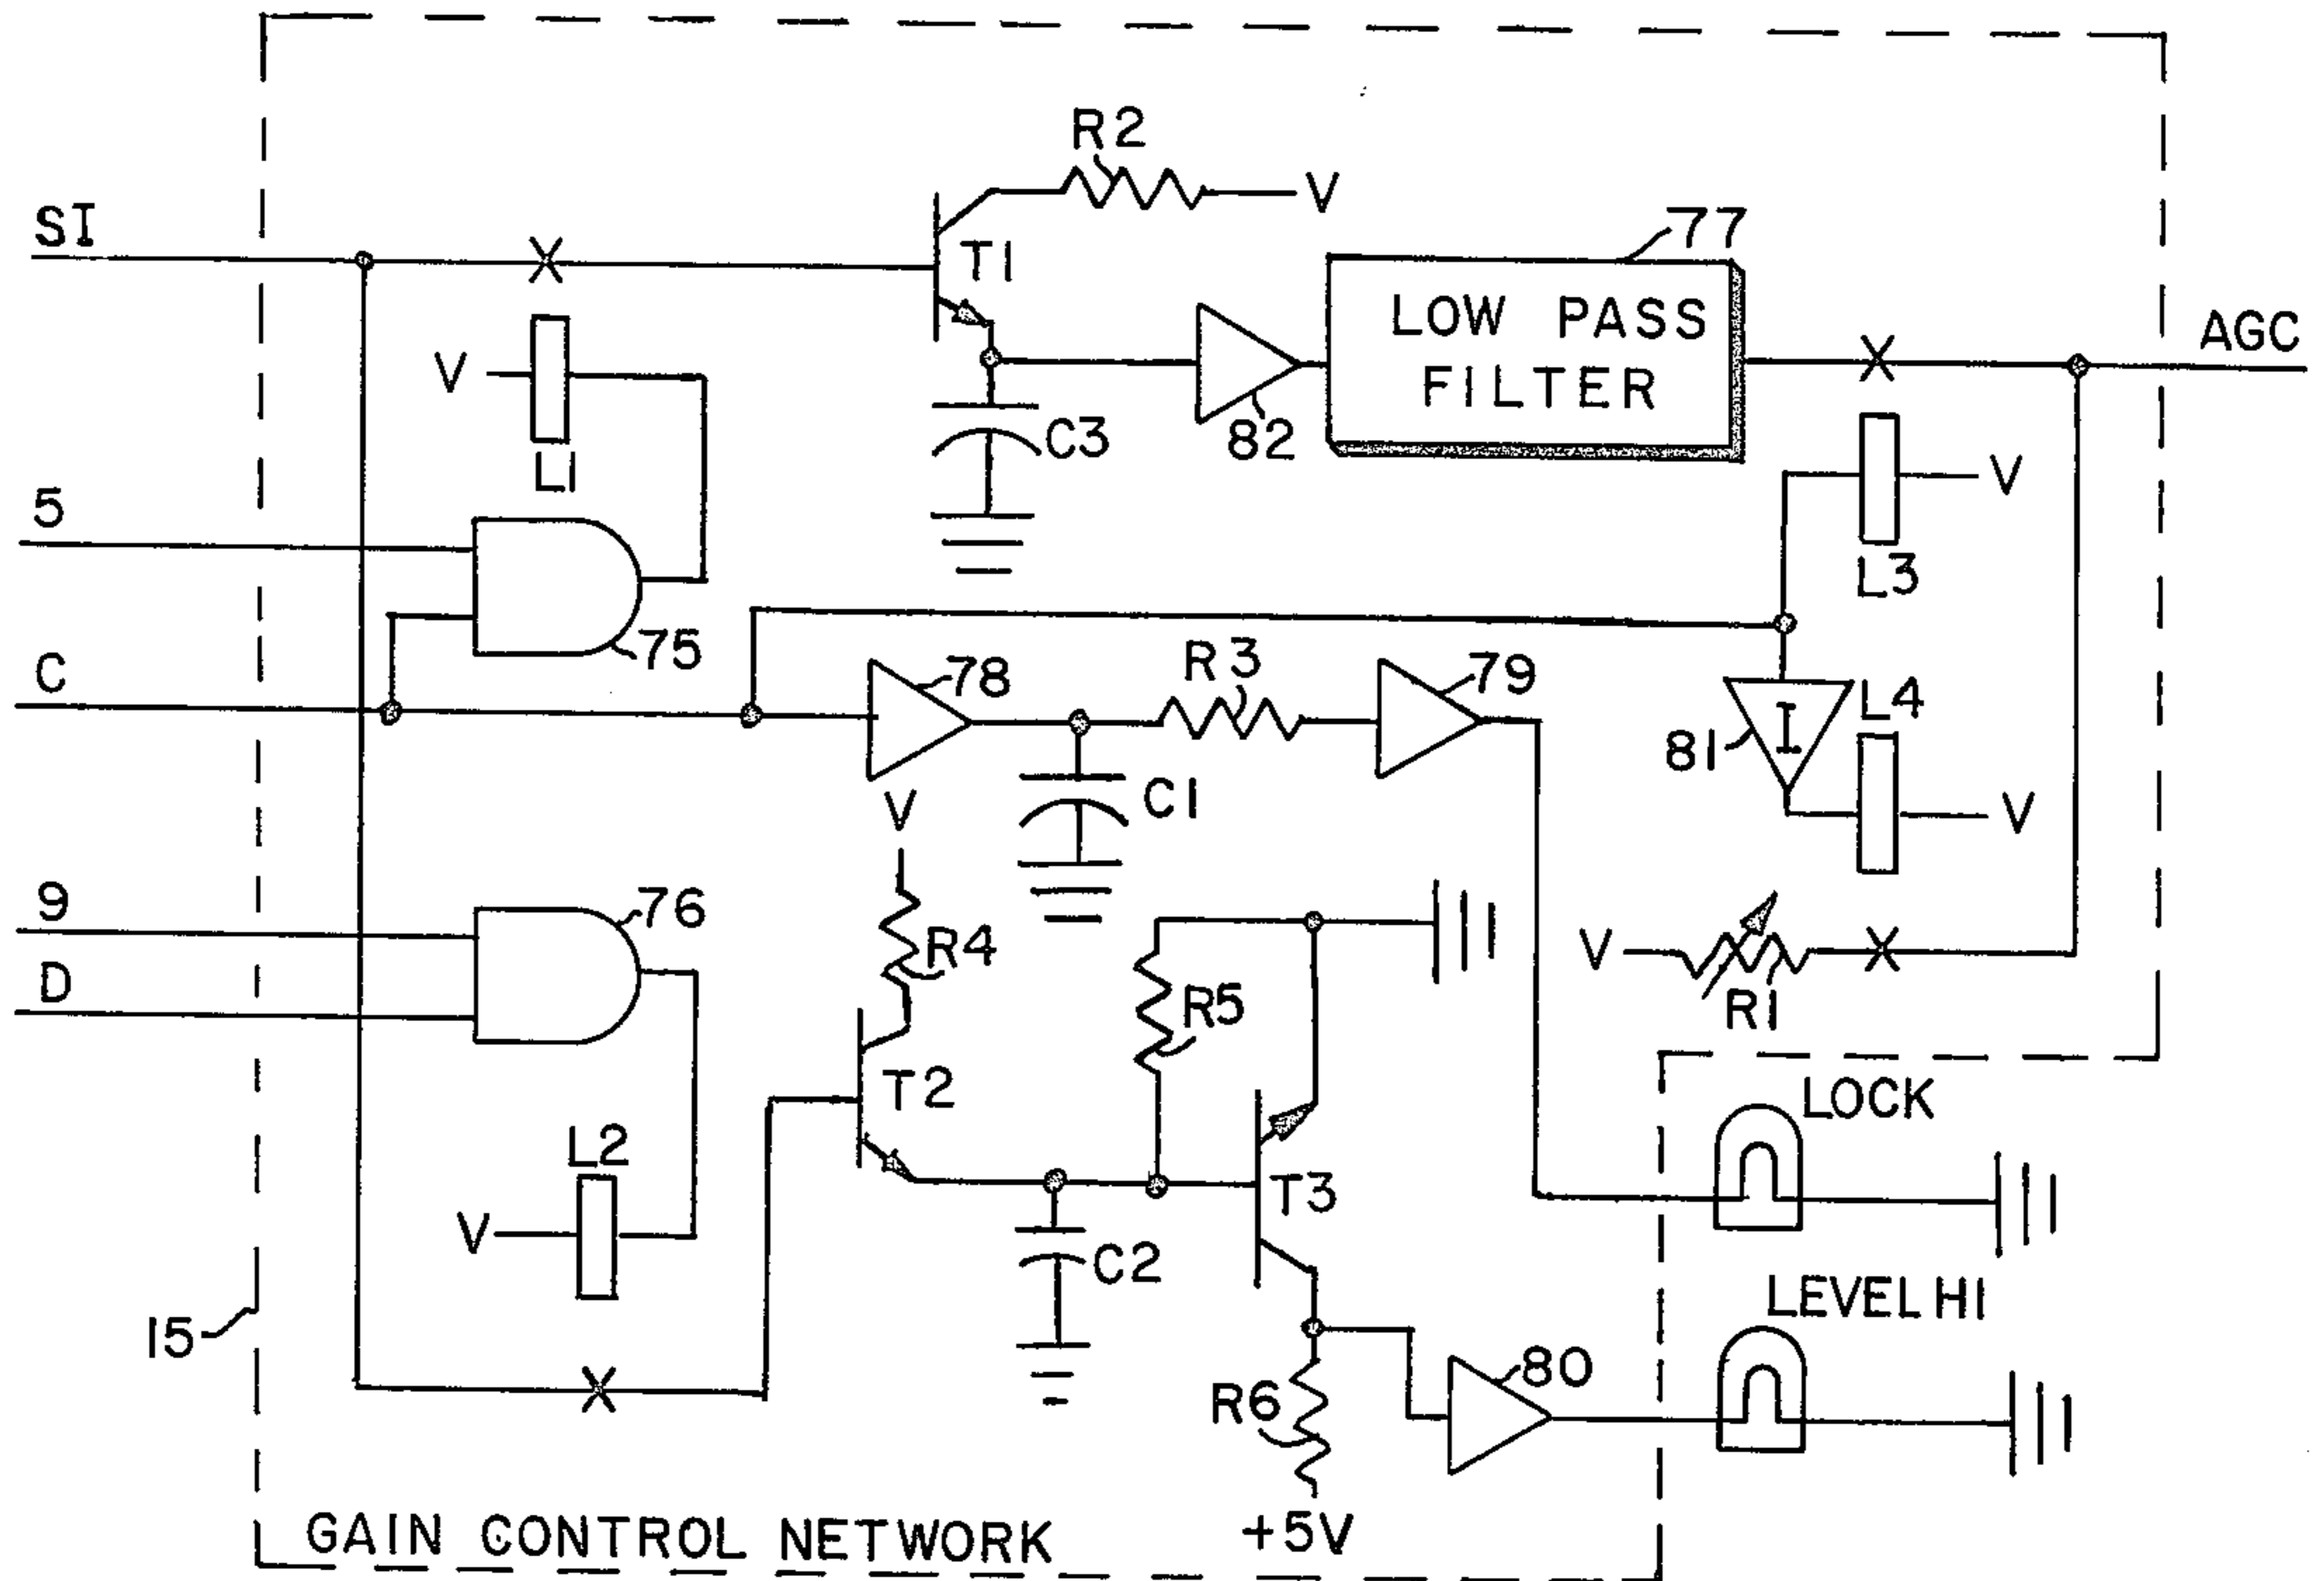 R2
V
SI
T1
77
LOW PASS
FILTER
AGC
V
L1
C3
82
V
L3
5
75
C
78
R3
79
L4
81
I
V
C1
V
9
76
D
R4
R5
V
R1
T2
LOCK
L2
V
T3
C2
LEVEL HI
15
R6
80
GAIN CONTROL NETWORK
+5V